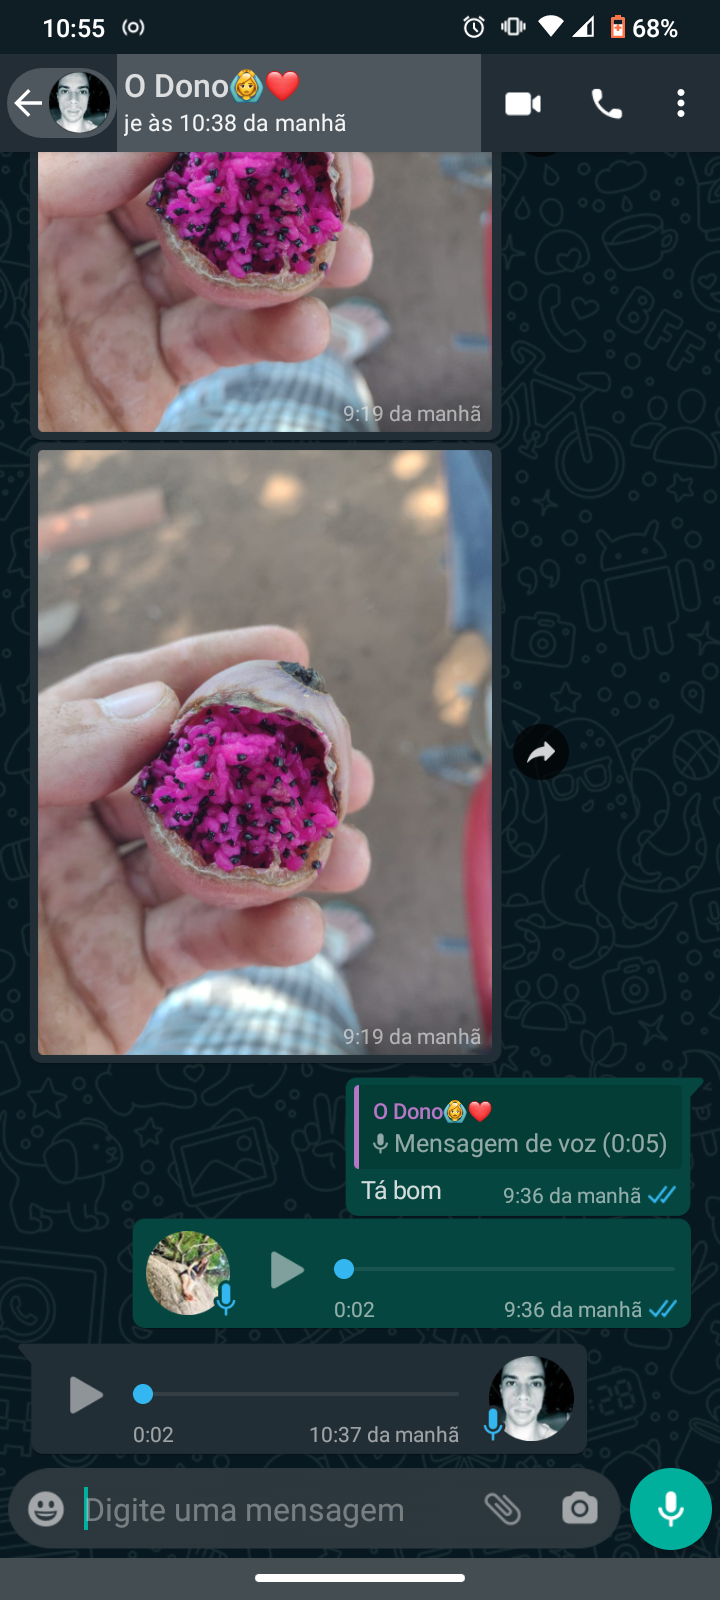 10:55
68%
O Dono
je às 10:38 da manhã
9:19 da manhã
9:19 da manhã
O Dono
Mensagem de voz (0:05)
Tá bom
9:36 da manhã
0:02
9:36 da manhã
0:02
10:37 da manhã
Digite uma mensagem